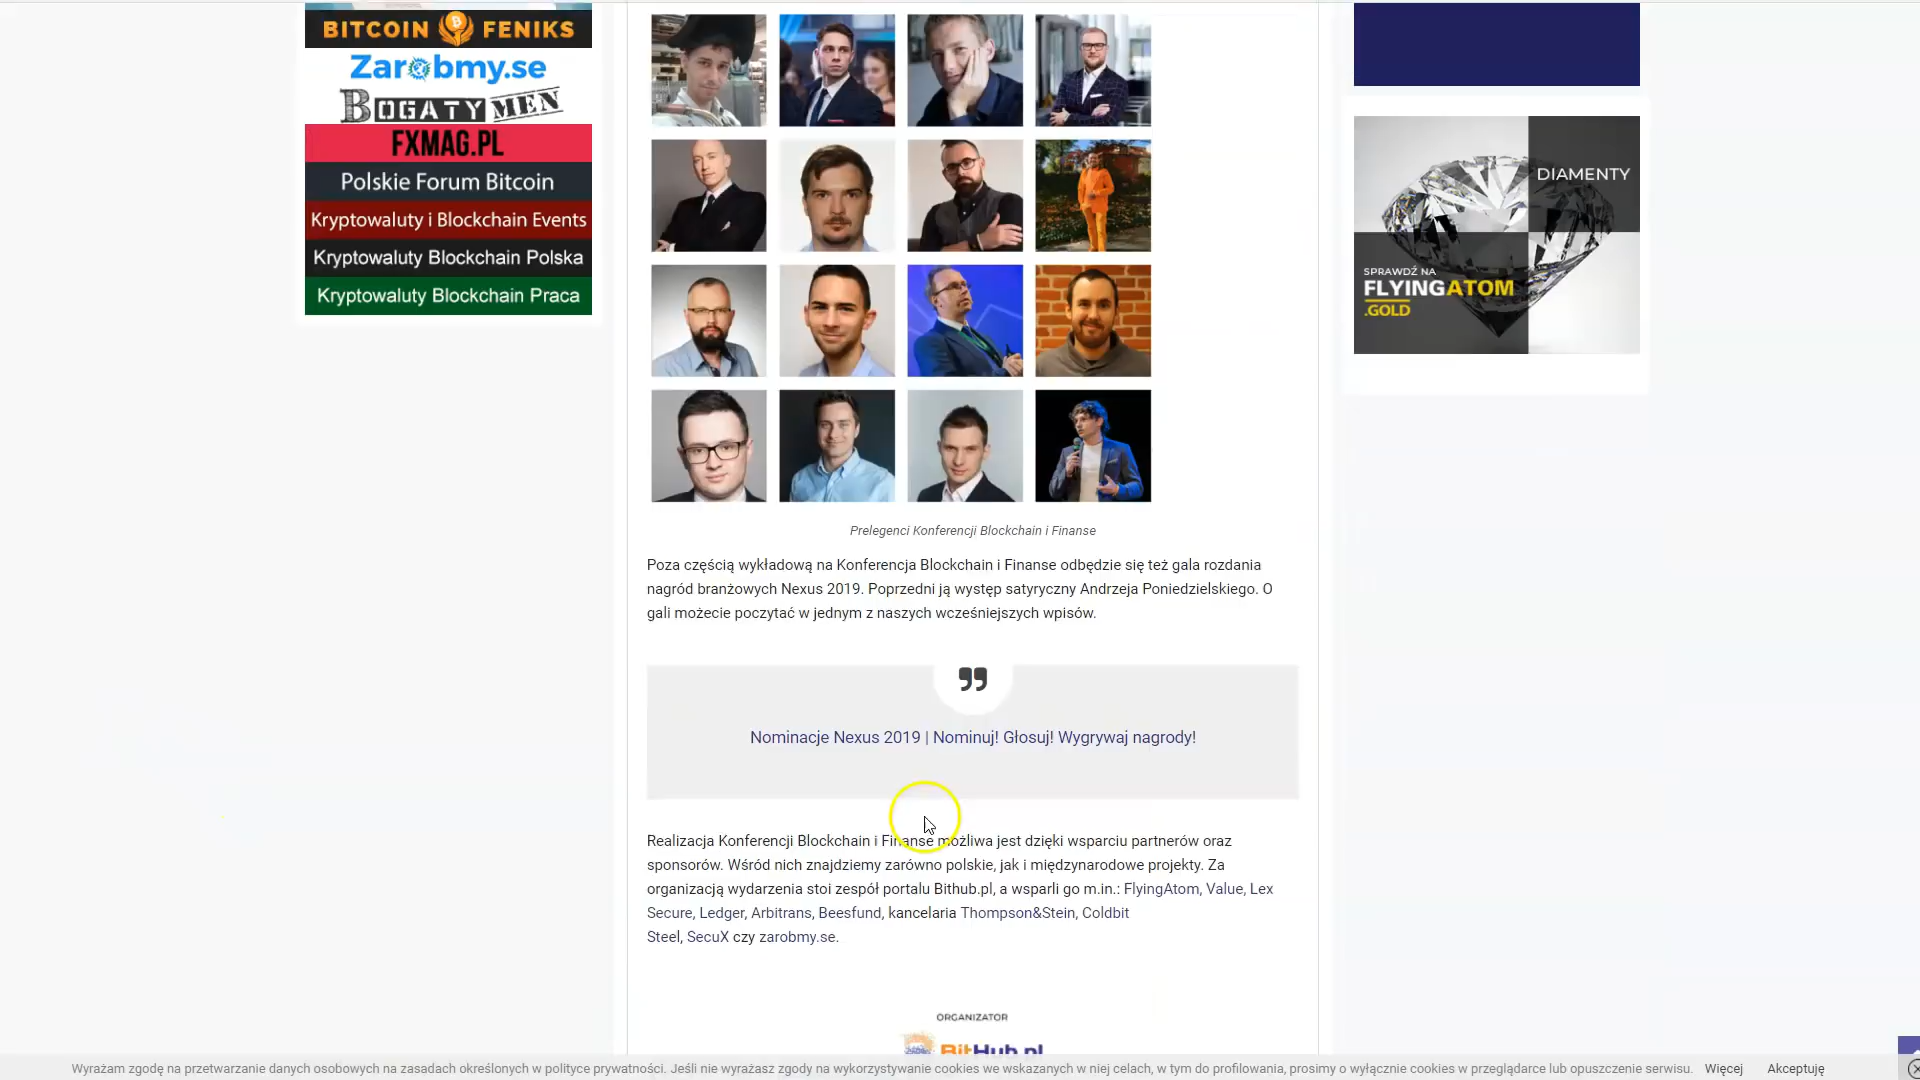 BITCOIN FENIKS
Zarobmy.se
BOGATY MEN
FXMAG.PL
Polskie Forum Bitcoin
Kryptowaluty i Blockchain Events
Kryptowaluty Blockchain Polska
Kryptowaluty Blockchain Praca
DIAMENTY
SPRAWDŹ NA
FLYINGATOM
.GOLD
Prelegenci Konferencji Blockchain i Finanse
Poza częścią wykładową na Konferencja Blockchain i Finanse odbędzie się też gala rozdania
nagród branżowych Nexus 2019. Poprzedni ją występ satyryczny Andrzeja Poniedzielskiego. O
gali możecie poczytać w jednym z naszych wcześniejszych wpisów.
Nominacje Nexus 2019 | Nominuj! Głosuj! Wygrywaj nagrody!
Realizacja Konferencji Blockchain i Finanse możliwa jest dzięki wsparciu partnerów oraz
sponsorów. Wśród nich znajdziemy zarówno polskie, jak i międzynarodowe projekty. Za
organizacją wydarzenia stoi zespół portalu Bithub.pl, a wsparli go m.in.: FlyingAtom, Value, Lex
Secure, Ledger, Arbitrans, Beesfund, kancelaria Thompson&Stein, Coldbit
Steel, SecuX czy zarobmy.se.
ORGANIZATOR
BitHub.pl
Wyrażam zgodę na przetwarzanie danych osobowych na zasadach określonych w polityce prywatności. Jeśli nie wyrażasz zgody na wykorzystywanie cookies we wskazanych w niej celach, w tym do profilowania, prosimy o wyłącznie cookies w przeglądarce lub opuszczenie serwisu. Więcej Akceptuję